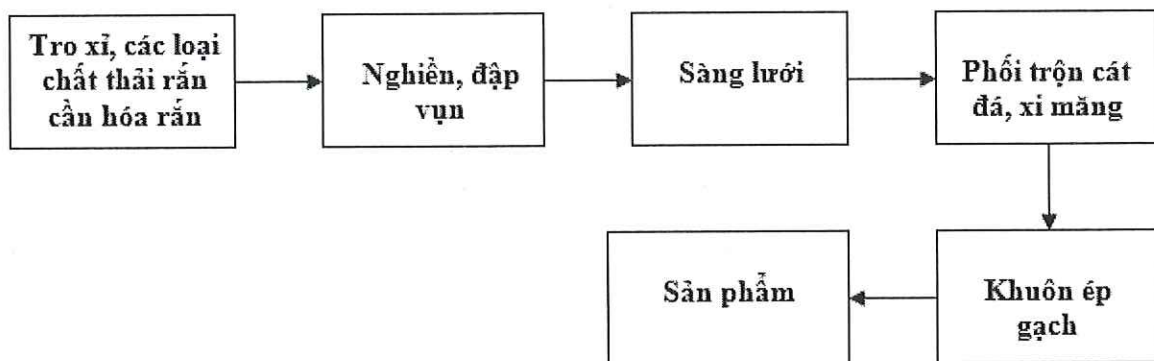 Tro xỉ, các loại
chất thải rắn
cần hóa rắn
Nghiền, đập
vụn
Sàng lưới
Phối trộn cát
đá, xi măng
Khuôn ép
gạch
Sản phẩm